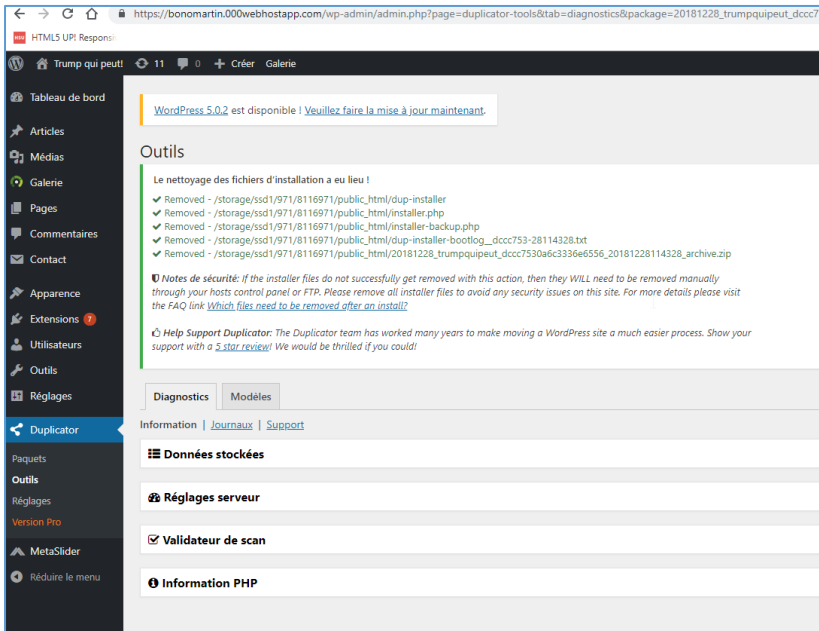 https://bonomartin.000webhostapp.com/wp-admin/admin.php?page=duplicator-tools&tab=diagnostics&package=20181228_trumpquipeut_dccc7
HTML5 UP! Responsi
Trump qui peut! 11 0 + Créer Galerie
Tableau de bord
Articles
Médias
Galerie
Pages
Commentaires
Contact
Apparence
Extensions 7
Utilisateurs
Outils
Réglages
Duplicator
Paquets
Outils
Réglages
Version Pro
MetaSlider
Réduire le menu
WordPress 5.0.2 est disponible ! Veuillez faire la mise à jour maintenant.
Outils
Le nettoyage des fichiers d'installation a eu lieu !
✔ Removed - /storage/ssd1/971/8116971/public_html/dup-installer
✔ Removed - /storage/ssd1/971/8116971/public_html/installer.php
✔ Removed - /storage/ssd1/971/8116971/public_html/installer-backup.php
✔ Removed - /storage/ssd1/971/8116971/public_html/dup-installer-bootlog__dccc753-28114328.txt
✔ Removed - /storage/ssd1/971/8116971/public_html/20181228_trumpquipeut_dccc7530a6c3336e6556_20181228114328_archive.zip
Notes de sécurité: If the installer files do not successfully get removed with this action, then they WILL need to be removed manually
through your hosts control panel or FTP. Please remove all installer files to avoid any security issues on this site. For more details please visit
the FAQ link Which files need to be removed after an install?
Help Support Duplicator: The Duplicator team has worked many years to make moving a WordPress site a much easier process. Show your
support with a 5 star review! We would be thrilled if you could!
Diagnostics Modèles
Information | Journaux | Support
Données stockées
Réglages serveur
Validateur de scan
Information PHP